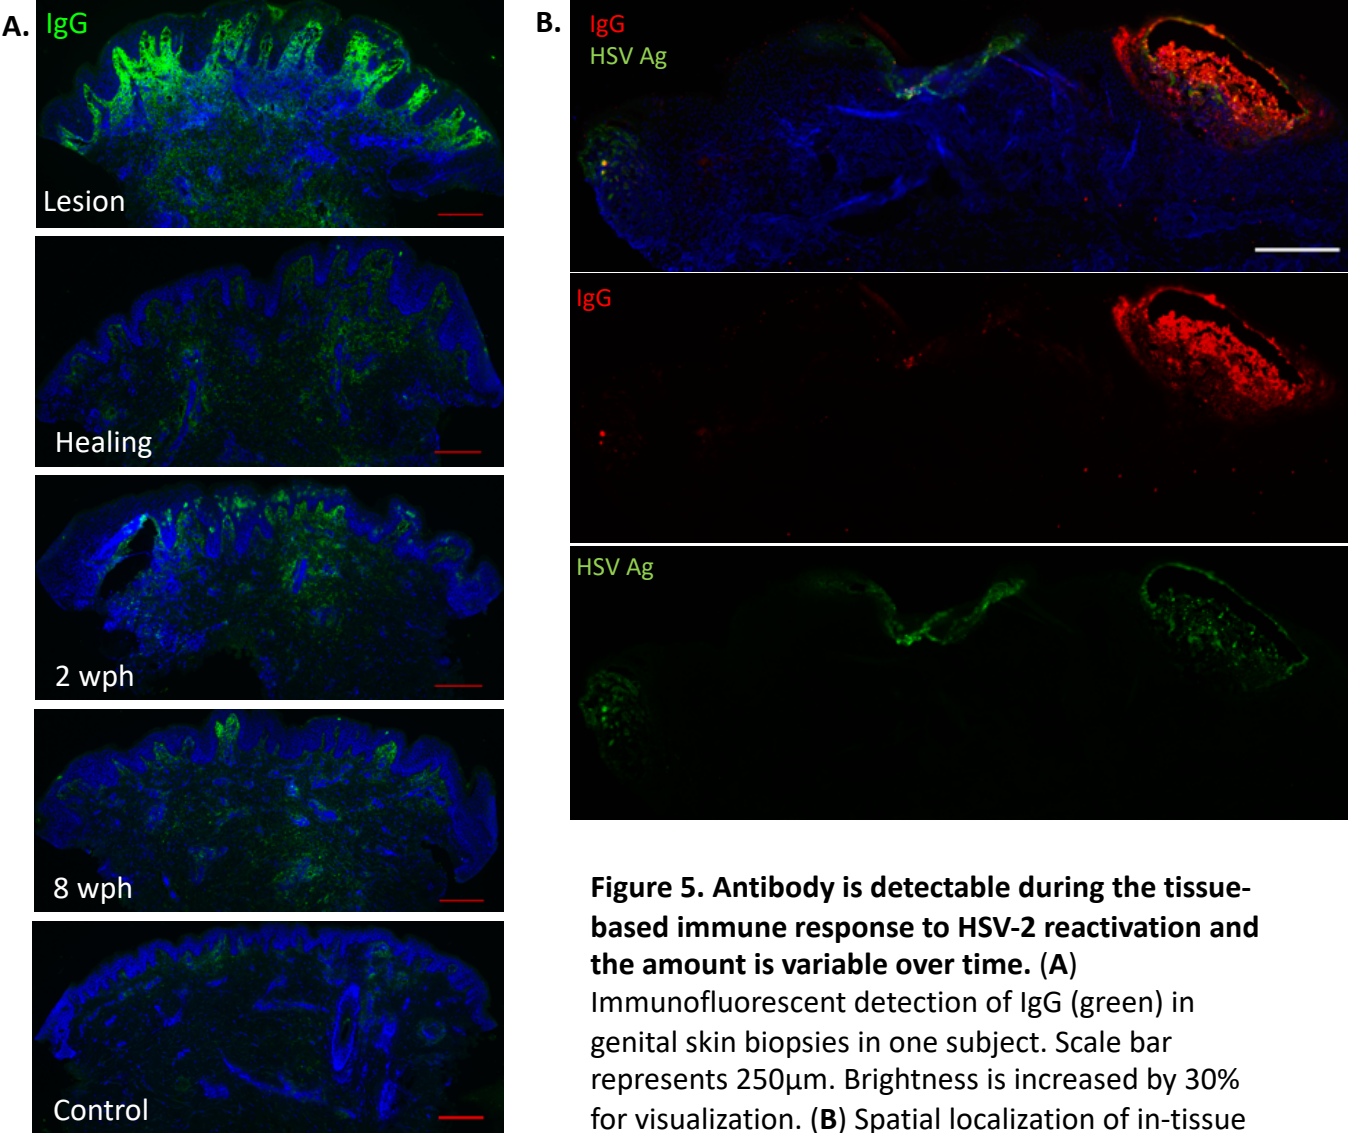 A.
IgG
Lesion
Healing
2 wph
8 wph
Control
B.
IgG
HSV Ag
IgG
HSV Ag
Figure 5. Antibody is detectable during the tissue-
based immune response to HSV-2 reactivation and
the amount is variable over time. (A)
Immunofluorescent detection of IgG (green) in
genital skin biopsies in one subject. Scale bar
represents 250μm. Brightness is increased by 30%
for visualization. (B) Spatial localization of in-tissue